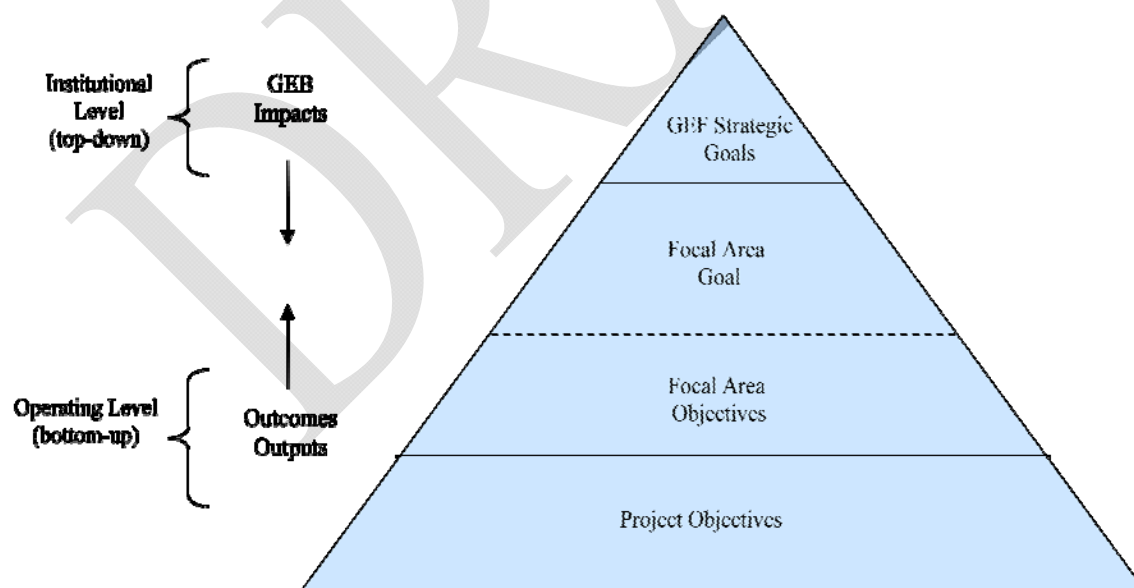 Institutional
Level
(top-down)
GEB
Impacts
Operating Level
(bottom-up)
Outcomes
Outputs
GEF Strategic
Goals
Focal Area
Goal
Focal Area
Objectives
Project Objectives